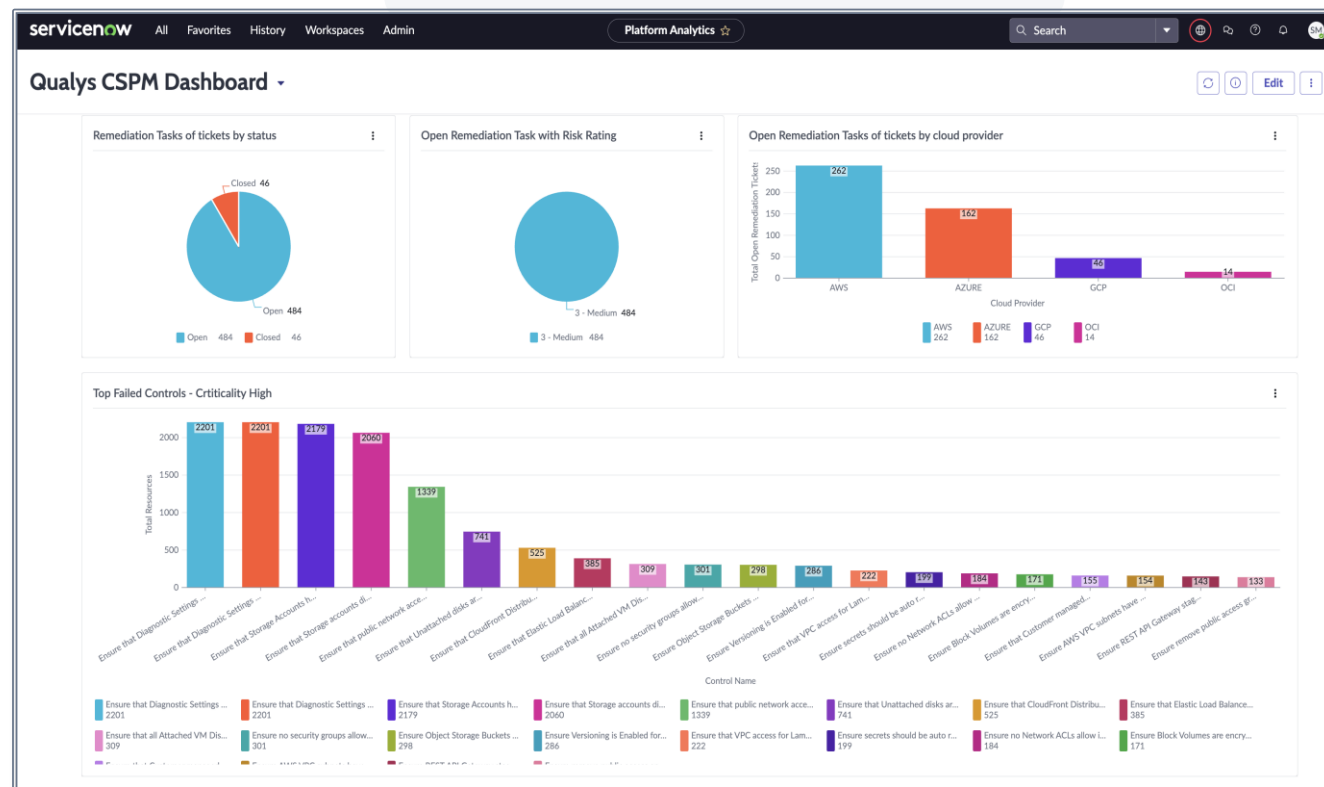 servicenow All Favorites History Workspaces Admin Platform Analytics Search SM
Qualys CSPM Dashboard Edit
Remediation Tasks of tickets by status
Closed 46
Open 484
Open 484 Closed 46
Open Remediation Task with Risk Rating
3 - Medium 484
3 - Medium 484
Open Remediation Tasks of tickets by cloud provider
Total Open Remediation Tickets
250
200
150
100
50
0
262
162
46
14
AWS AZURE GCP OCI
Cloud Provider
AWS AZURE GCP OCI
262 162 46 14
Top Failed Controls - Crtiticality High
Total Resources
2000
1500
1000
500
0
2201 2201 2179 2060 1339 741 525 385 309 301 298 286 222 199 184 171 155 154 143 133
Ensure that Diagnostic Settings ...
Ensure that Diagnostic Settings ...
Ensure that Storage Accounts h...
Ensure that Storage accounts di...
Ensure that public network acce...
Ensure that Unattached disks ar...
Ensure that CloudFront Distribu...
Ensure that Elastic Load Balanc...
Ensure that all Attached VM Dis...
Ensure no security groups allow...
Ensure Object Storage Buckets ...
Ensure Versioning is Enabled for...
Ensure that VPC access for Lam...
Ensure secrets should be auto r...
Ensure no Network ACLs allow ...
Ensure Block Volumes are encry...
Ensure that Customer managed...
Ensure AWS VPC subnets have ...
Ensure REST API Gateway stag...
Ensure remove public access gr...
Control Name
Ensure that Diagnostic Settings ... Ensure that Diagnostic Settings ... Ensure that Storage Accounts h... Ensure that Storage accounts di... Ensure that public network acce... Ensure that Unattached disks ar... Ensure that CloudFront Distribu... Ensure that Elastic Load Balance...
2201 2201 2179 2060 1339 741 525 385
Ensure that all Attached VM Dis... Ensure no security groups allow... Ensure Object Storage Buckets ... Ensure Versioning is Enabled for... Ensure that VPC access for Lam... Ensure secrets should be auto r... Ensure no Network ACLs allow i... Ensure Block Volumes are encry...
309 301 298 286 222 199 184 171